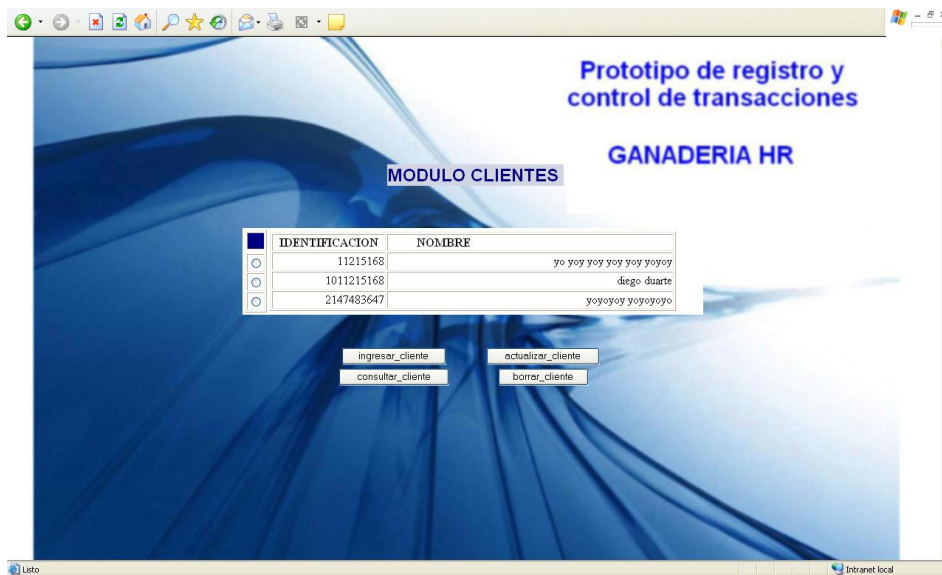 Prototipo de registro y
control de transacciones
GANADERIA HR
MODULO CLIENTES
IDENTIFICACION NOMBRE
11215168 yo yoy yoy yoy yoy yoyoy
1011215168 diego duarte
2147483647 yoyoyoy yoyoyoyo
ingresar_cliente actualizar_cliente
consultar_cliente borrar_cliente
Listo Intranet local